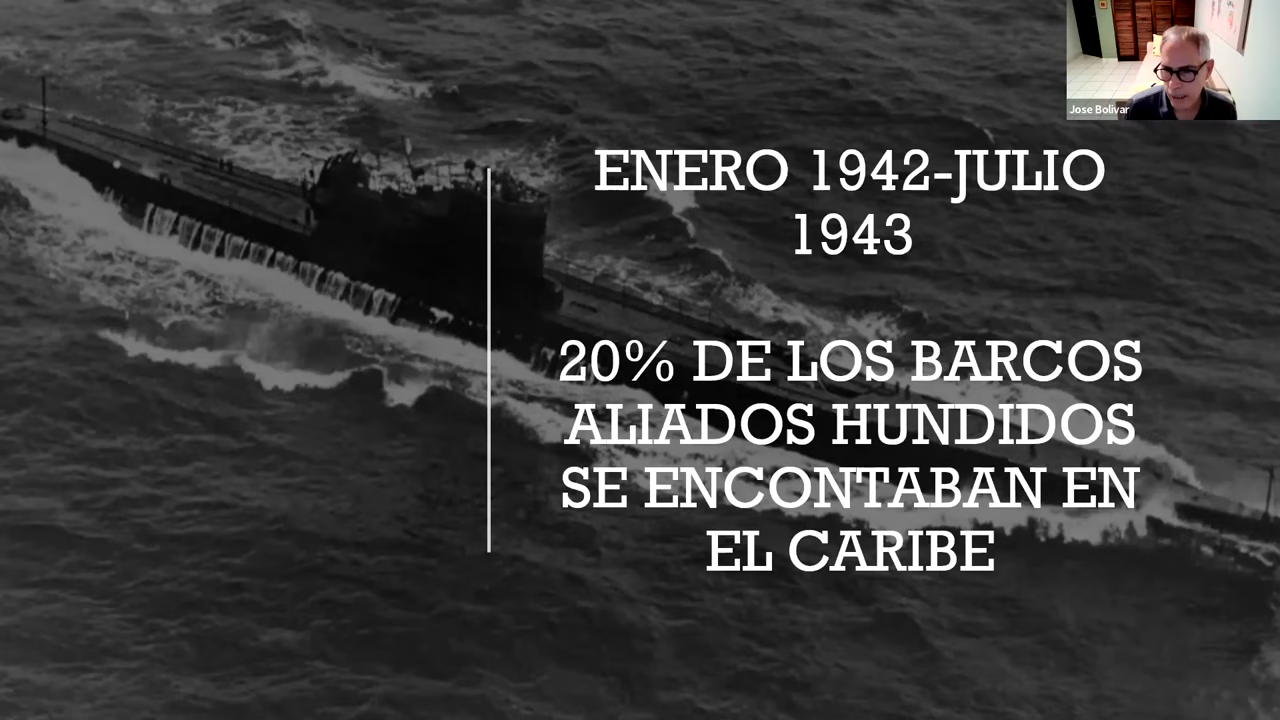 Jose Bolivar
ENERO 1942-JULIO
1943
20% DE LOS BARCOS
ALIADOS HUNDIDOS
SE ENCONTABAN EN
EL CARIBE